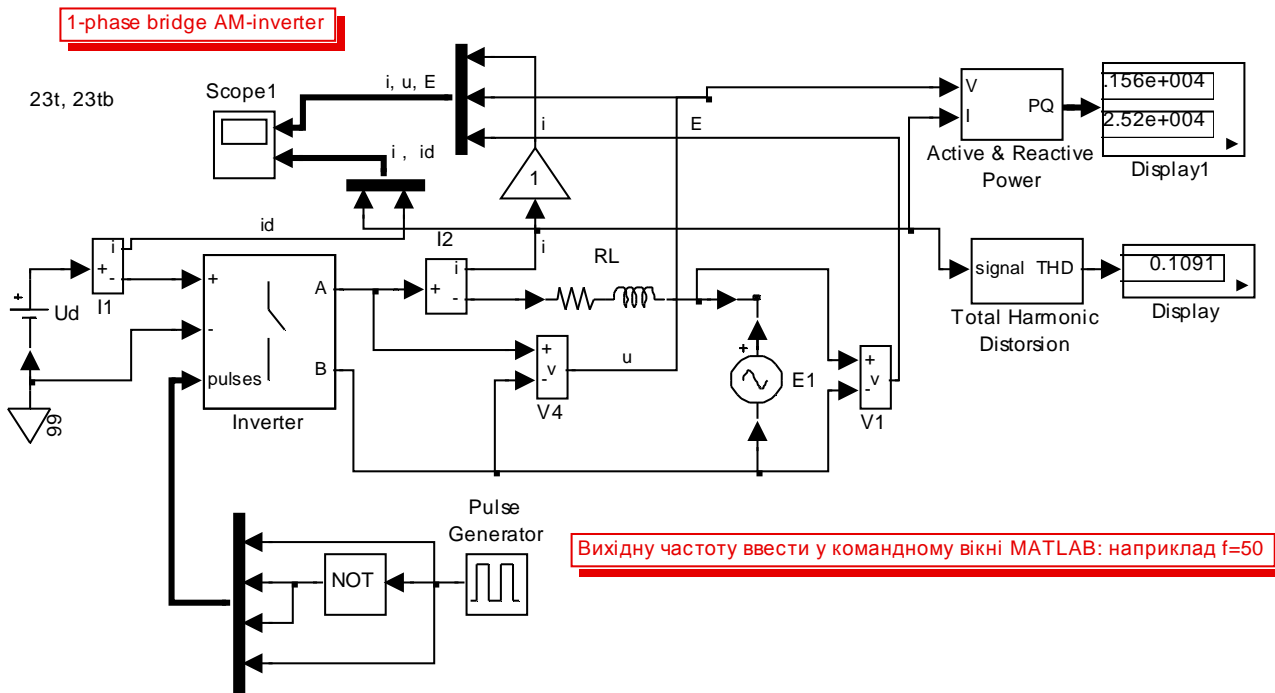 1-phase bridge AM-inverter
23t, 23tb
Scope1
i, u, E
i , id
i
E
1
V
I
PQ
Active & Reactive
Power
.156e+004
2.52e+004
Display1
id
i
+
-
I1
Ud
+
99
+
-
pulses
A
B
Inverter
I2
i
+
-
i
RL
+
-
v
V4
u
+
E1
+
-
v
V1
signal THD
Total Harmonic
Distorsion
0.1091
Display
Pulse
Generator
NOT
Вихідну частоту ввести у командному вікні MATLAB: наприклад f=50